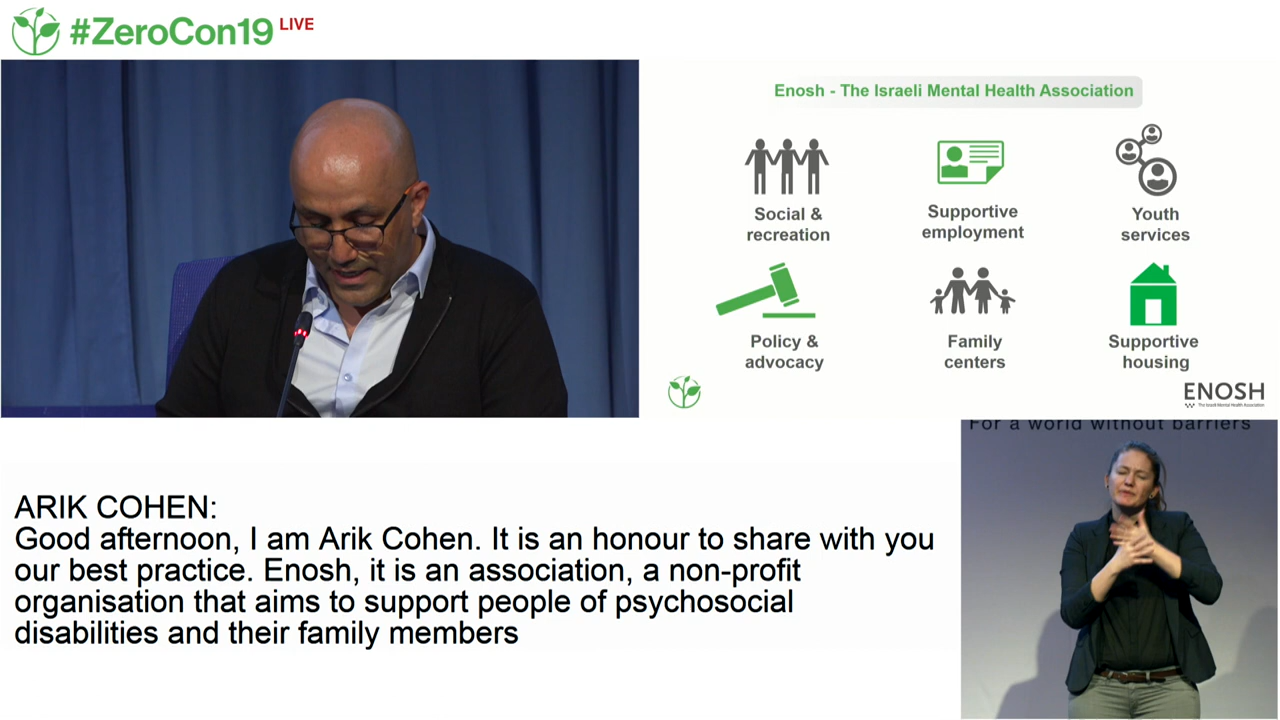 #ZeroCon19 LIVE
Enosh - The Israeli Mental Health Association
Social &
recreation
Supportive
employment
Youth
services
Policy &
advocacy
Family
centers
Supportive
housing
ENOSH
The Israeli Mental Health Association
For a world without barriers
ARIK COHEN:
Good afternoon, I am Arik Cohen. It is an honour to share with you
our best practice. Enosh, it is an association, a non-profit
organisation that aims to support people of psychosocial
disabilities and their family members